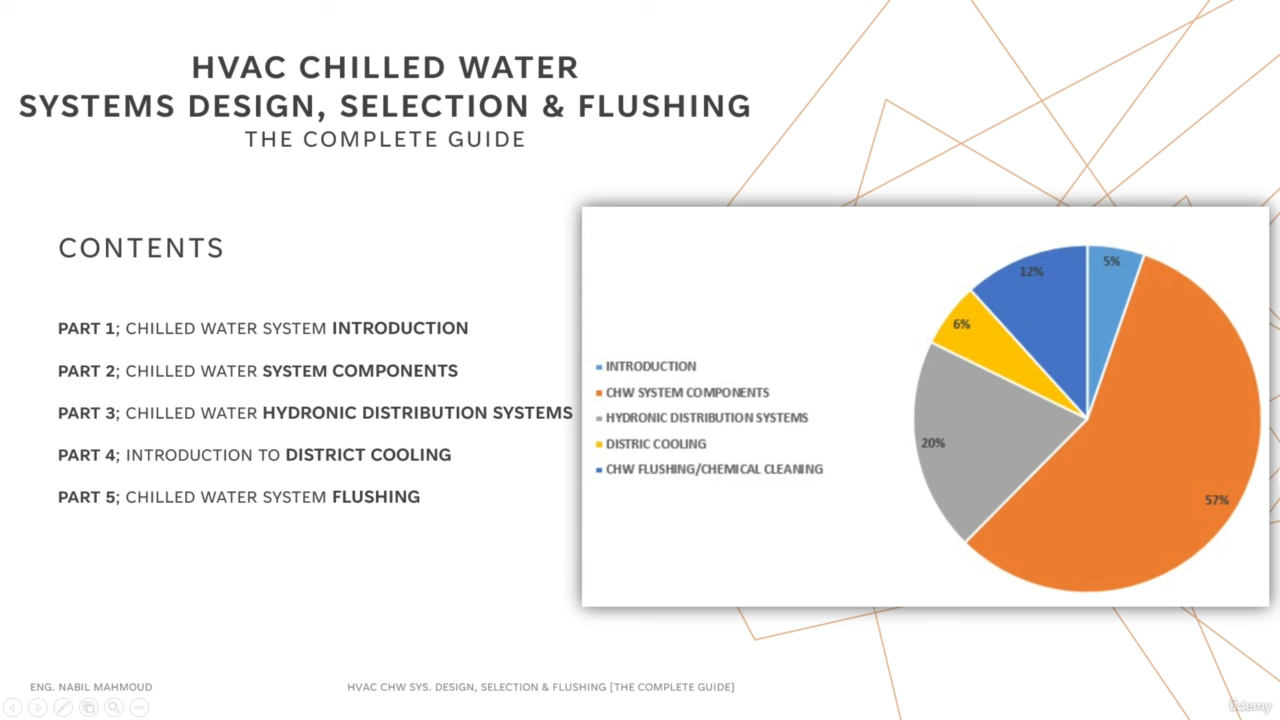 HVAC CHILLED WATER
SYSTEMS DESIGN, SELECTION & FLUSHING
THE COMPLETE GUIDE
CONTENTS
PART 1; CHILLED WATER SYSTEM INTRODUCTION
PART 2; CHILLED WATER SYSTEM COMPONENTS
PART 3; CHILLED WATER HYDRONIC DISTRIBUTION SYSTEMS
PART 4; INTRODUCTION TO DISTRICT COOLING
PART 5; CHILLED WATER SYSTEM FLUSHING
INTRODUCTION
CHW SYSTEM COMPONENTS
HYDRONIC DISTRIBUTION SYSTEMS
DISTRIC COOLING
CHW FLUSHING/CHEMICAL CLEANING
5%
12%
6%
20%
57%
ENG. NABIL MAHMOUD
HVAC CHW SYS. DESIGN, SELECTION & FLUSHING [THE COMPLETE GUIDE]
ûdemy